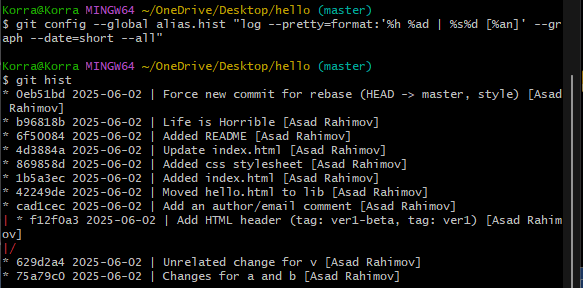 Korra@Korra MINGW64 ~/OneDrive/Desktop/hello (master)
$ git config --global alias.hist "log --pretty=format:'%h %ad | %s%d [%an]' --gr
aph --date=short --all"

Korra@Korra MINGW64 ~/OneDrive/Desktop/hello (master)
$ git hist
* 0eb51bd 2025-06-02 | Force new commit for rebase (HEAD -> master, style) [Asad
 Rahimov]
* b96818b 2025-06-02 | Life is Horrible [Asad Rahimov]
* 6f50084 2025-06-02 | Added README [Asad Rahimov]
* 4d3884a 2025-06-02 | Update index.html [Asad Rahimov]
* 869858d 2025-06-02 | Added css stylesheet [Asad Rahimov]
* 1b5a3ec 2025-06-02 | Added index.html [Asad Rahimov]
* 42249de 2025-06-02 | Moved hello.html to lib [Asad Rahimov]
* cad1cec 2025-06-02 | Add an author/email comment [Asad Rahimov]
| * f12f0a3 2025-06-02 | Add HTML header (tag: ver1-beta, tag: ver1) [Asad Rahim
ov]
|/
* 629d2a4 2025-06-02 | Unrelated change for v [Asad Rahimov]
* 75a79c0 2025-06-02 | Changes for a and b [Asad Rahimov]